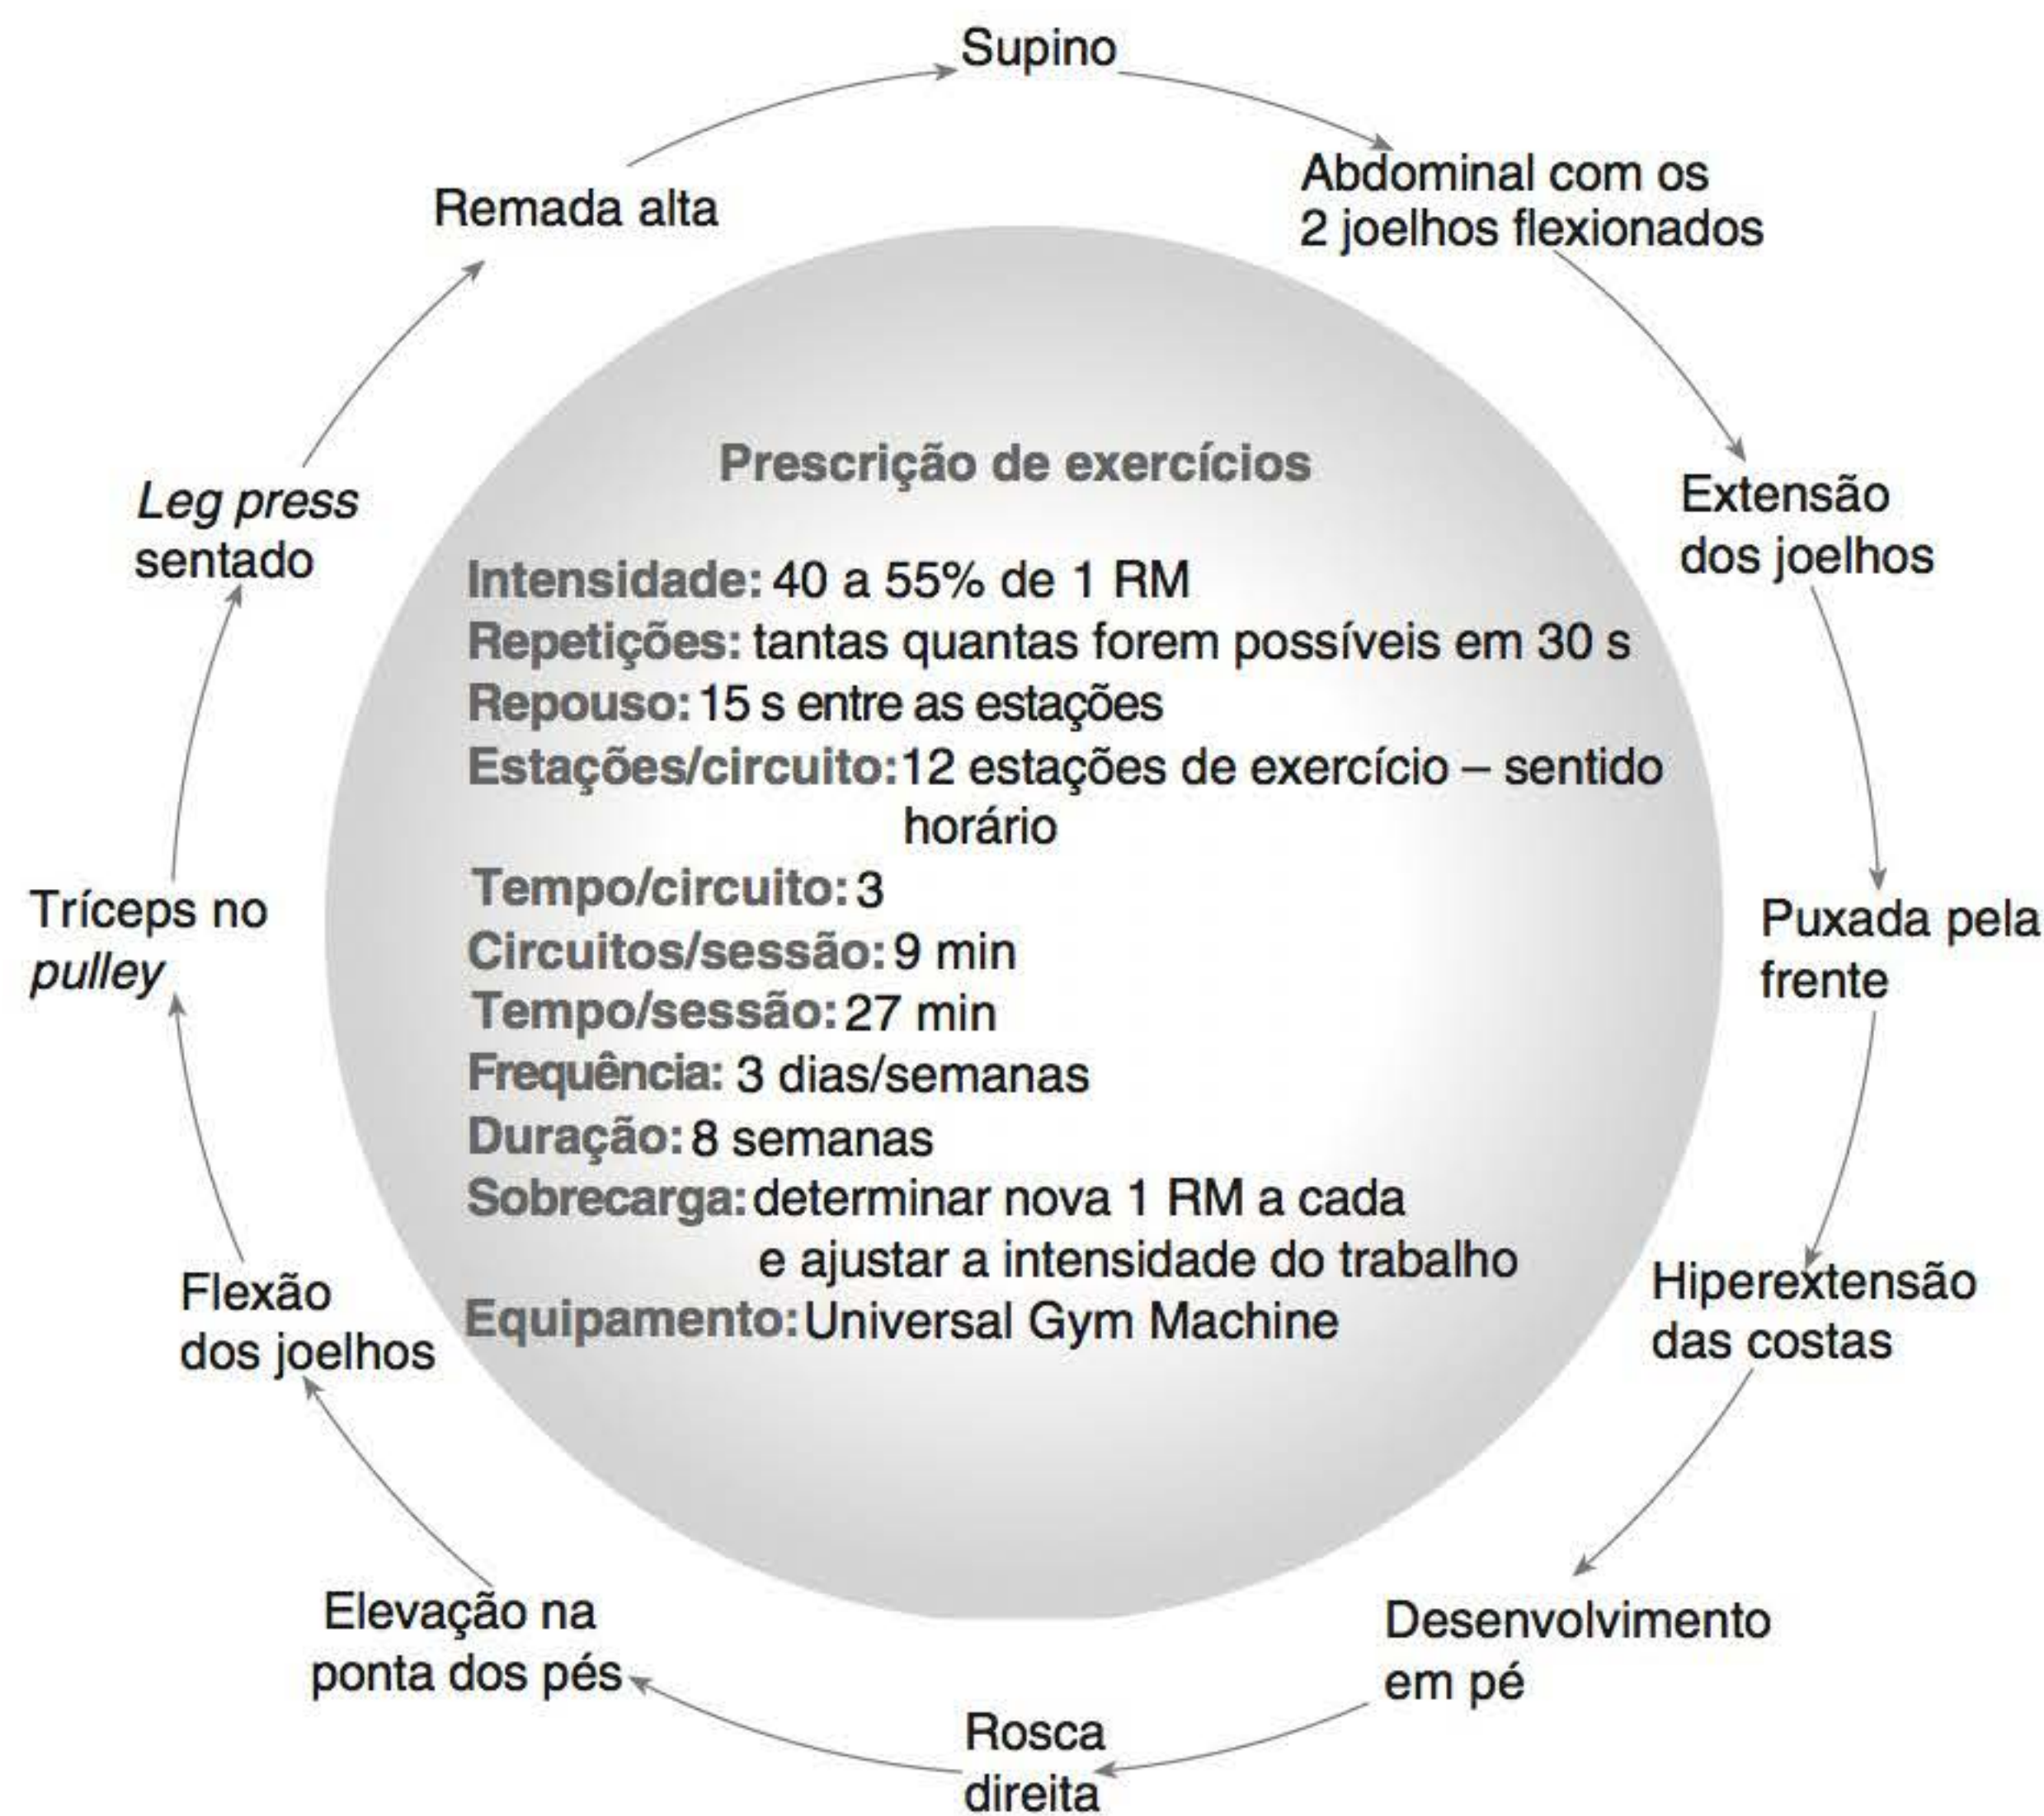 Supino
Abdominal com os
2 joelhos flexionados
Extensão
dos joelhos
Puxada pela
frente
Hiperextensão
das costas
Desenvolvimento
em pé
Rosca
direita
Elevação na
ponta dos pés
Flexão
dos joelhos
Tríceps no
pulley
Leg press
sentado
Remada alta
Prescrição de exercícios
Intensidade: 40 a 55% de 1 RM
Repetições: tantas quantas forem possíveis em 30 s
Repouso: 15 s entre as estações
Estações/circuito: 12 estações de exercício – sentido
horário
Tempo/circuito: 3
Circuitos/sessão: 9 min
Tempo/sessão: 27 min
Frequência: 3 dias/semanas
Duração: 8 semanas
Sobrecarga: determinar nova 1 RM a cada
e ajustar a intensidade do trabalho
Equipamento: Universal Gym Machine